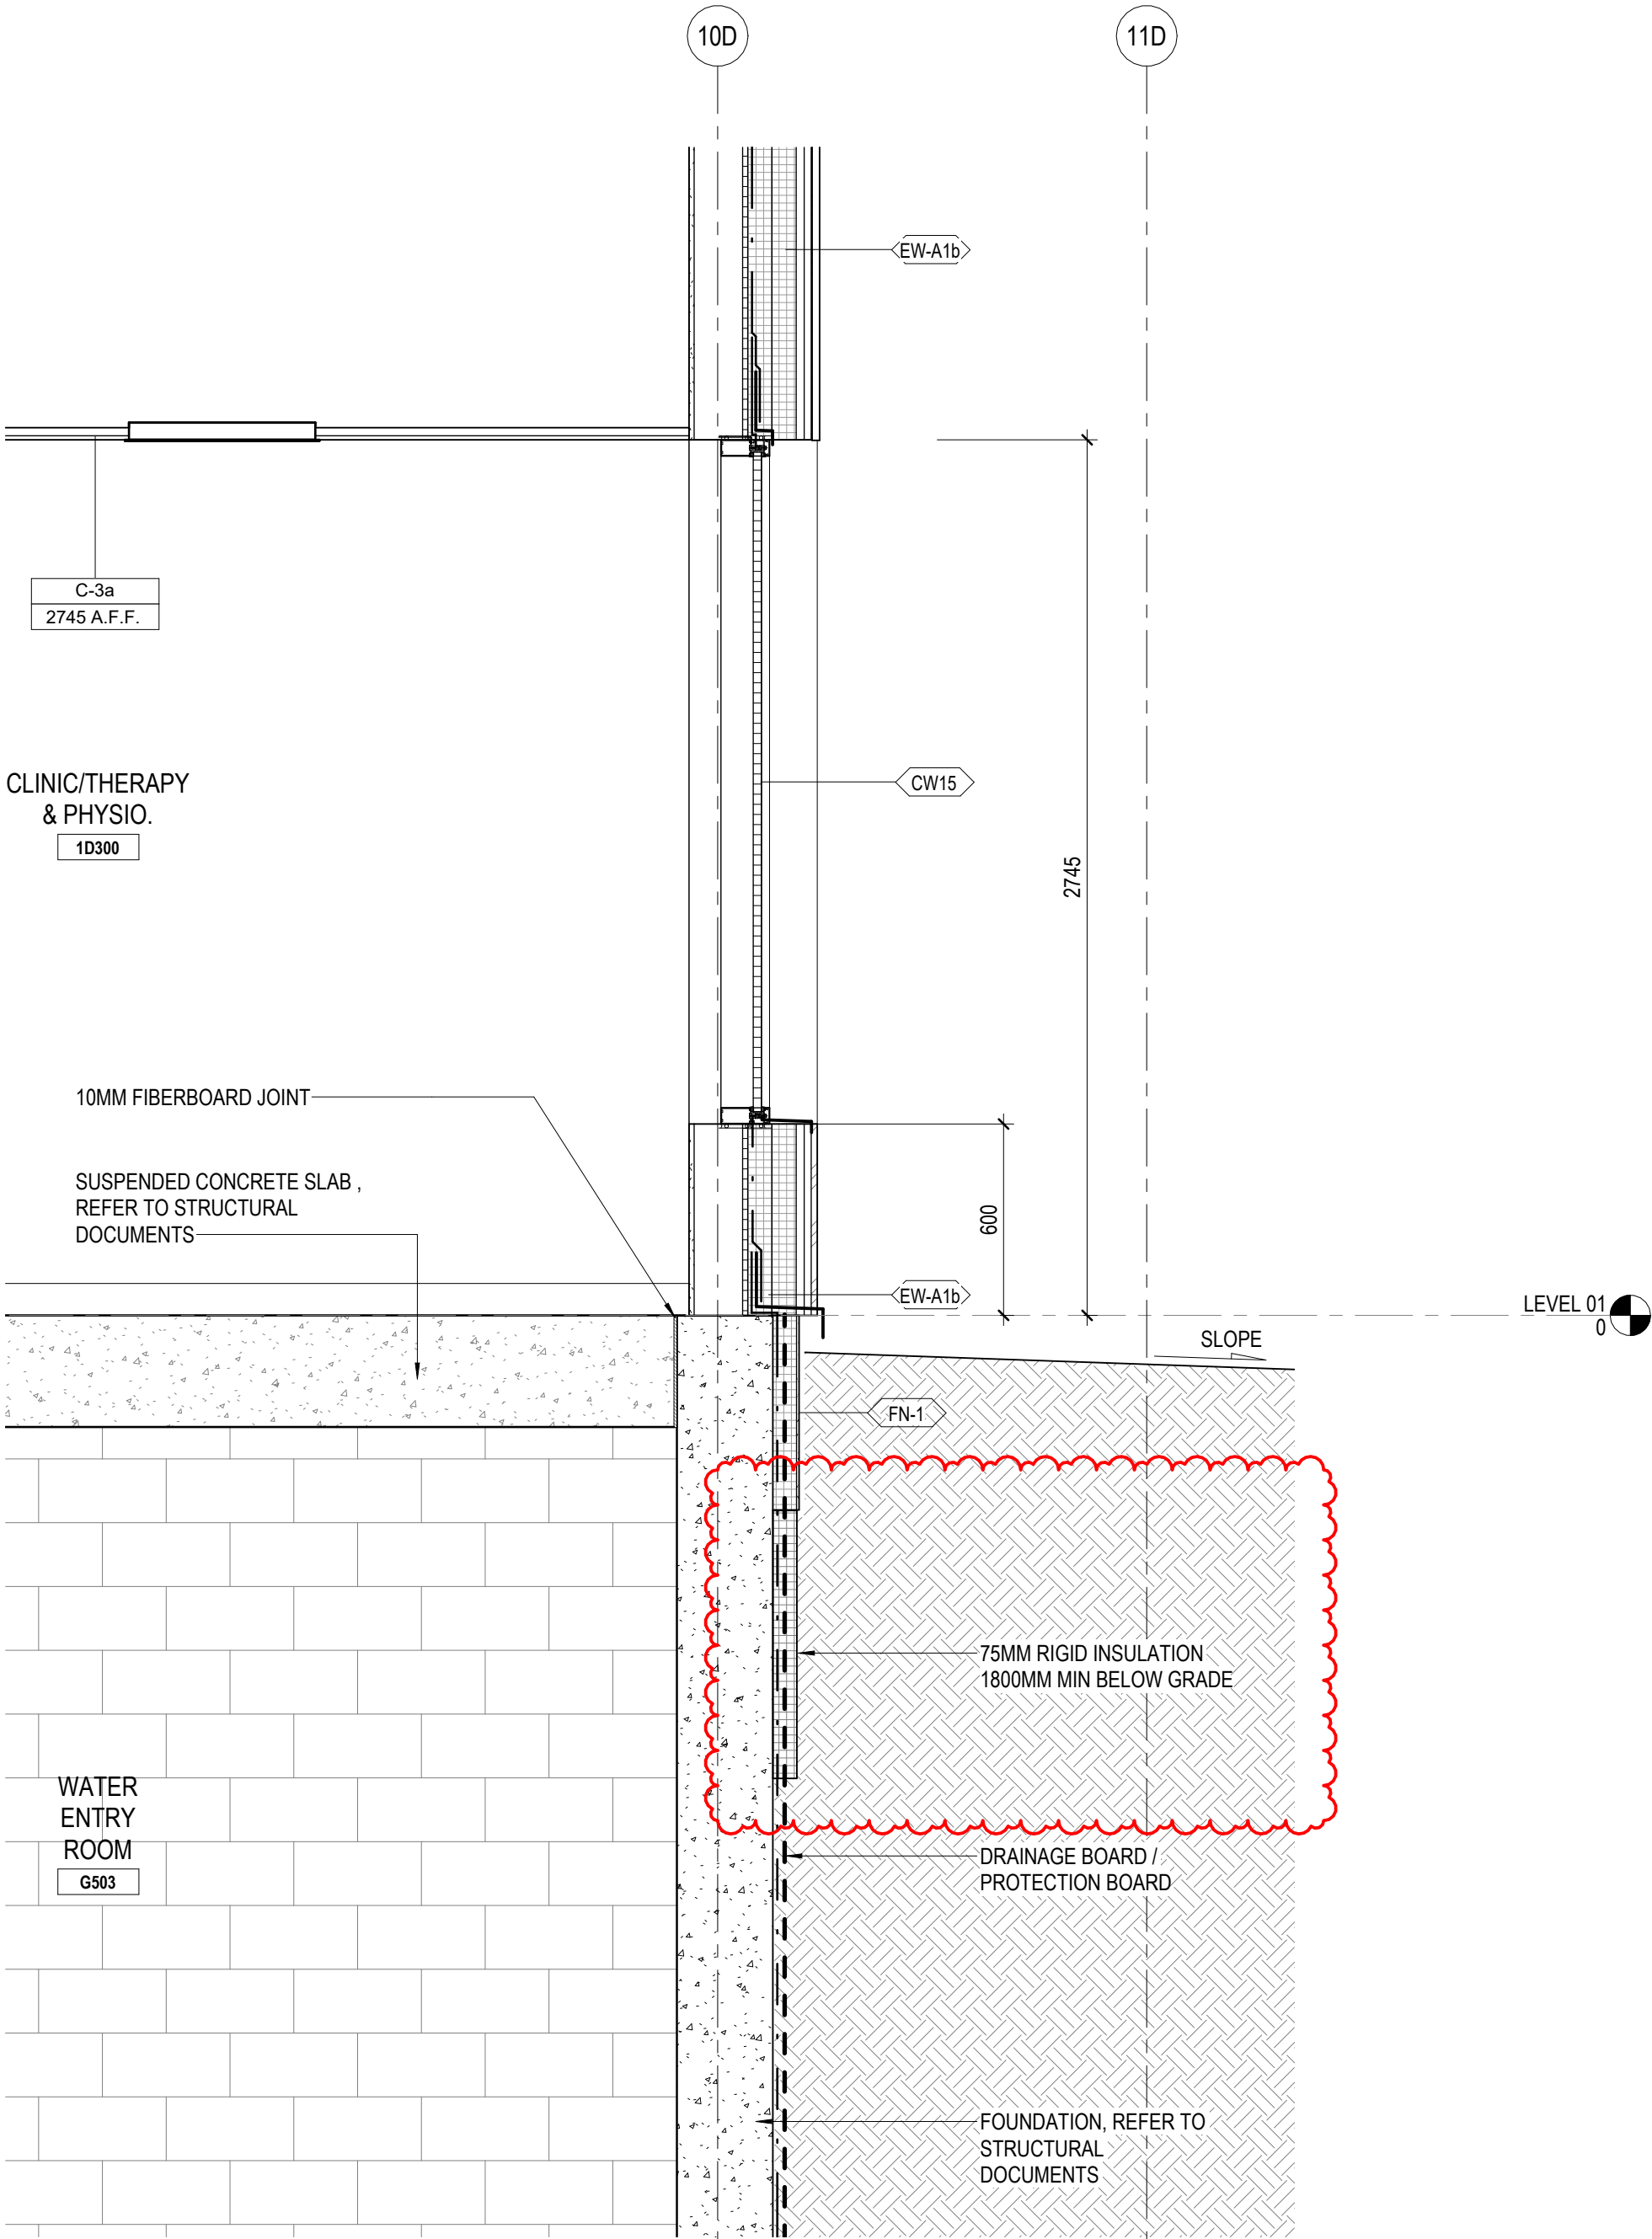 10D
11D
EW-A1b
C-3a
2745 A.F.F.
CLINIC/THERAPY
& PHYSIO.
1D300
CW15
2745
10MM FIBERBOARD JOINT
SUSPENDED CONCRETE SLAB ,
REFER TO STRUCTURAL
DOCUMENTS
600
EW-A1b
LEVEL 01
0
SLOPE
FN-1
75MM RIGID INSULATION
1800MM MIN BELOW GRADE
WATER
ENTRY
ROOM
G503
DRAINAGE BOARD /
PROTECTION BOARD
FOUNDATION, REFER TO
STRUCTURAL
DOCUMENTS